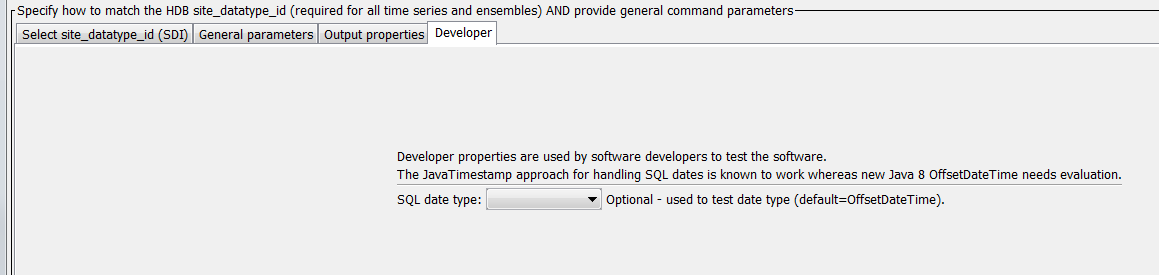 Specify how to match the HDB site_datatype_id (required for all time series and ensembles) AND provide general command parameters
Select site_datatype_id (SDI) General parameters Output properties Developer
Developer properties are used by software developers to test the software.
The JavaTimestamp approach for handling SQL dates is known to work whereas new Java 8 OffsetDateTime needs evaluation.
SQL date type: Optional - used to test date type (default=OffsetDateTime).